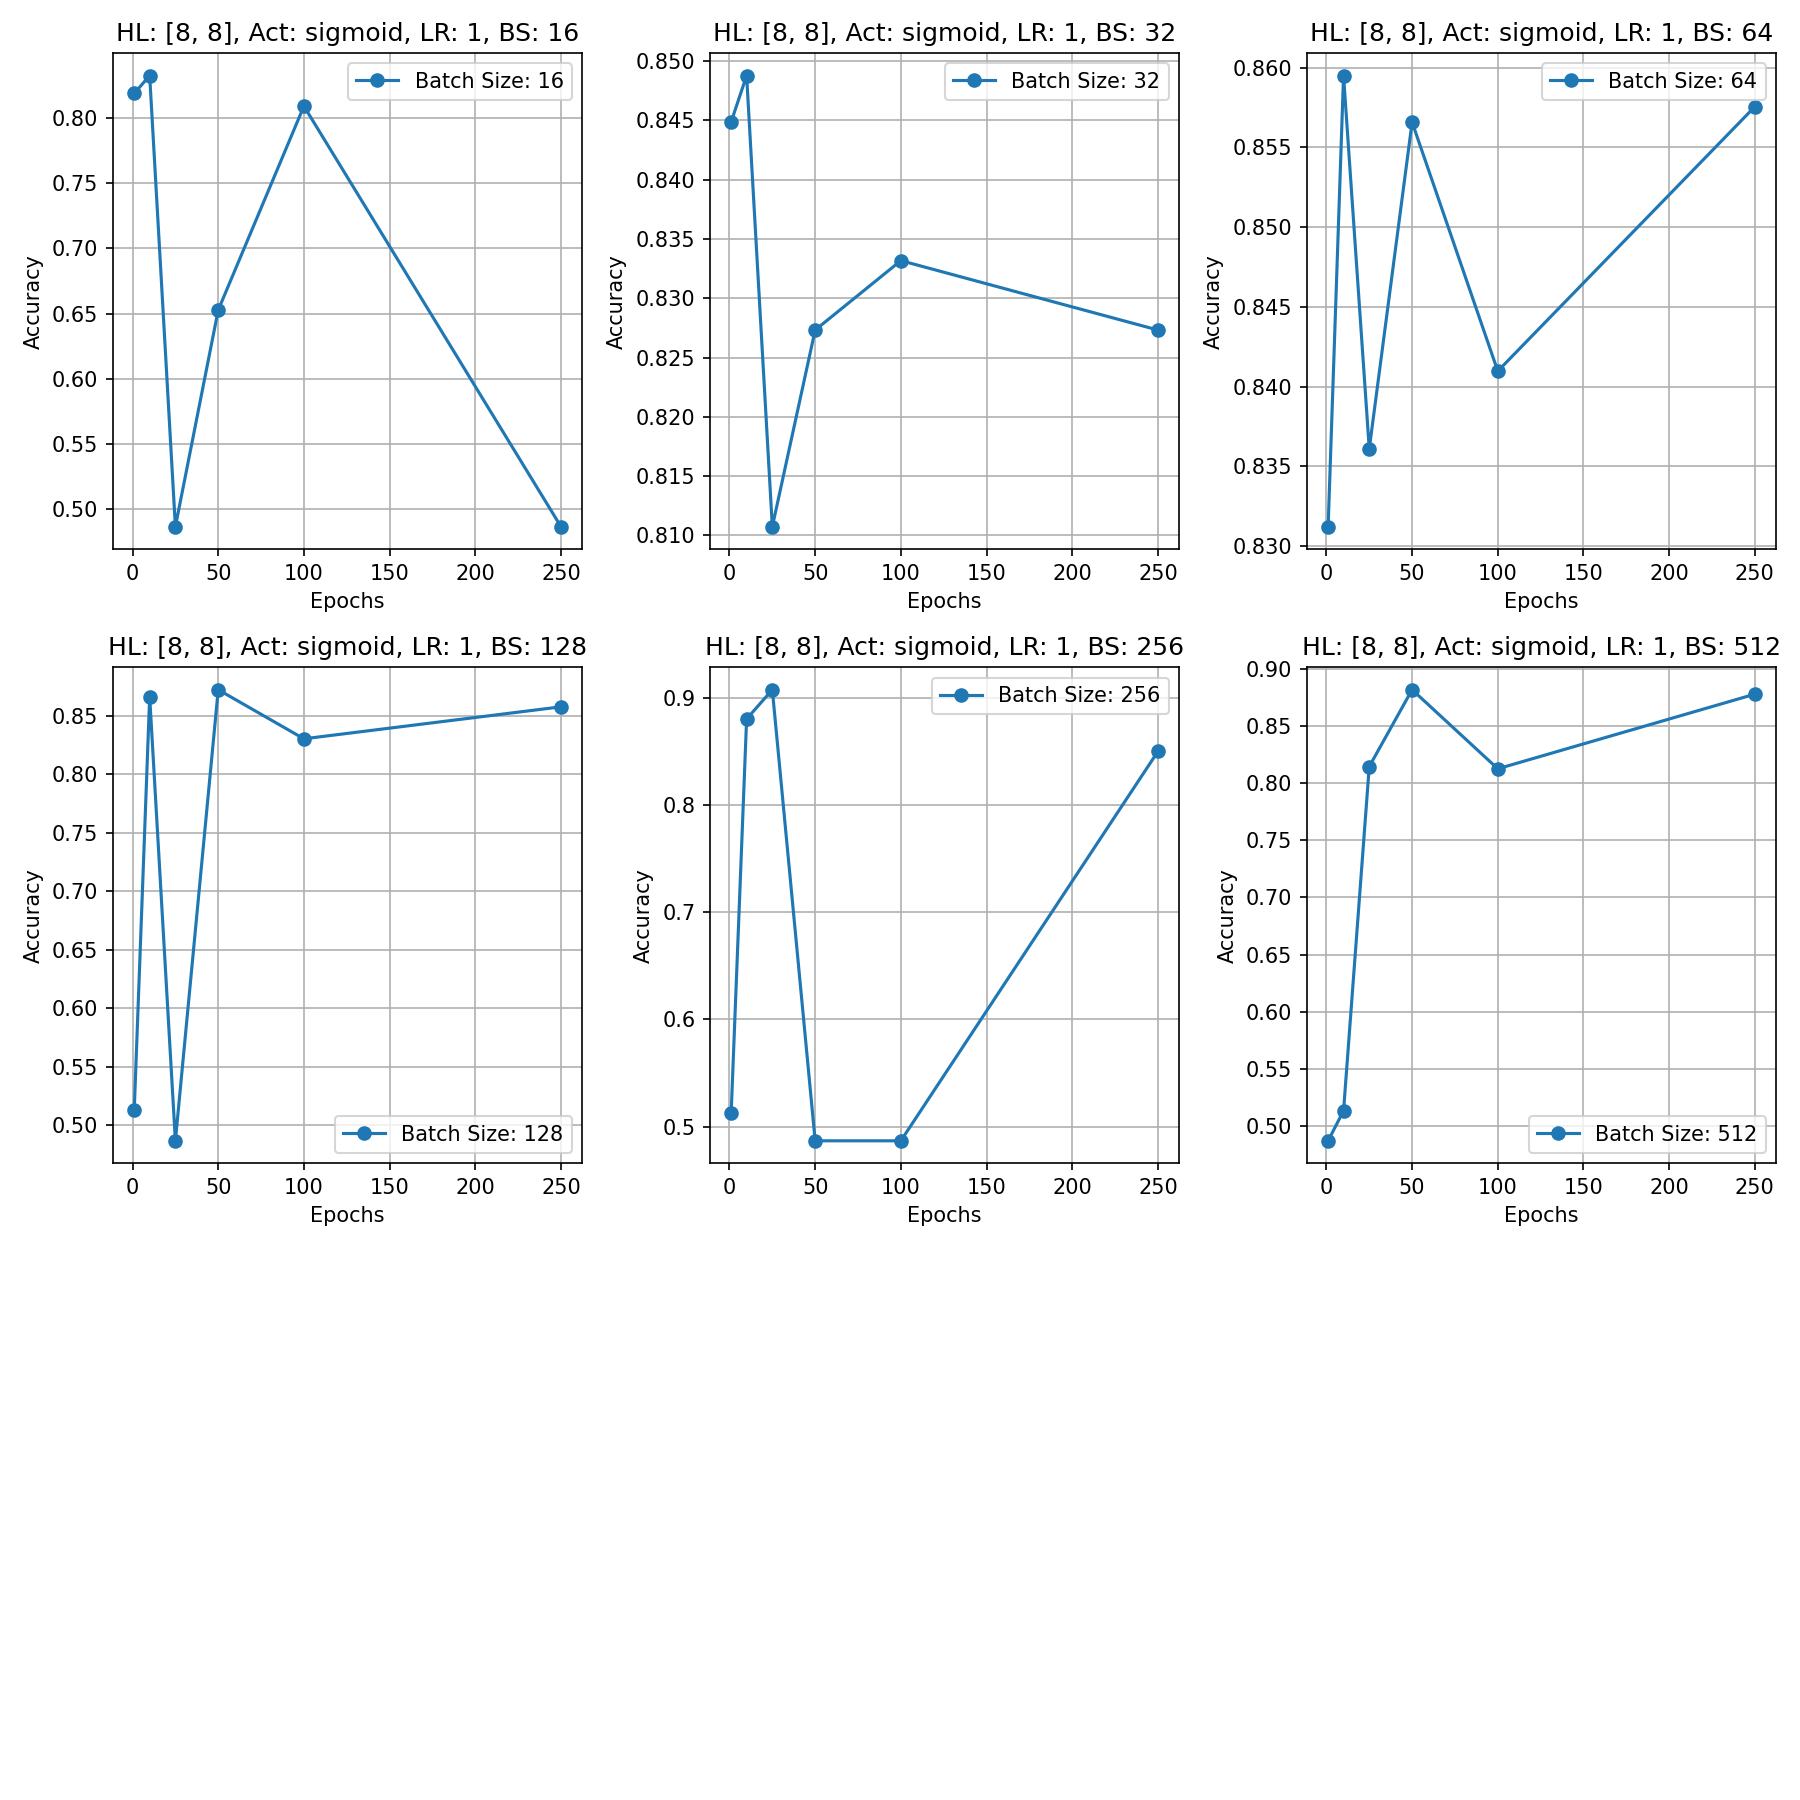 HL: [8, 8], Act: sigmoid, LR: 1, BS: 16
Batch Size: 16
Accuracy
0.80
0.75
0.70
0.65
0.60
0.55
0.50
0 50 100 150 200 250
Epochs
HL: [8, 8], Act: sigmoid, LR: 1, BS: 32
Batch Size: 32
Accuracy
0.850
0.845
0.840
0.835
0.830
0.825
0.820
0.815
0.810
0 50 100 150 200 250
Epochs
HL: [8, 8], Act: sigmoid, LR: 1, BS: 64
Batch Size: 64
Accuracy
0.860
0.855
0.850
0.845
0.840
0.835
0.830
0 50 100 150 200 250
Epochs
HL: [8, 8], Act: sigmoid, LR: 1, BS: 128
Accuracy
0.85
0.80
0.75
0.70
0.65
0.60
0.55
0.50
Batch Size: 128
0 50 100 150 200 250
Epochs
HL: [8, 8], Act: sigmoid, LR: 1, BS: 256
Batch Size: 256
Accuracy
0.9
0.8
0.7
0.6
0.5
0 50 100 150 200 250
Epochs
HL: [8, 8], Act: sigmoid, LR: 1, BS: 512
Accuracy
0.90
0.85
0.80
0.75
0.70
0.65
0.60
0.55
0.50
Batch Size: 512
0 50 100 150 200 250
Epochs